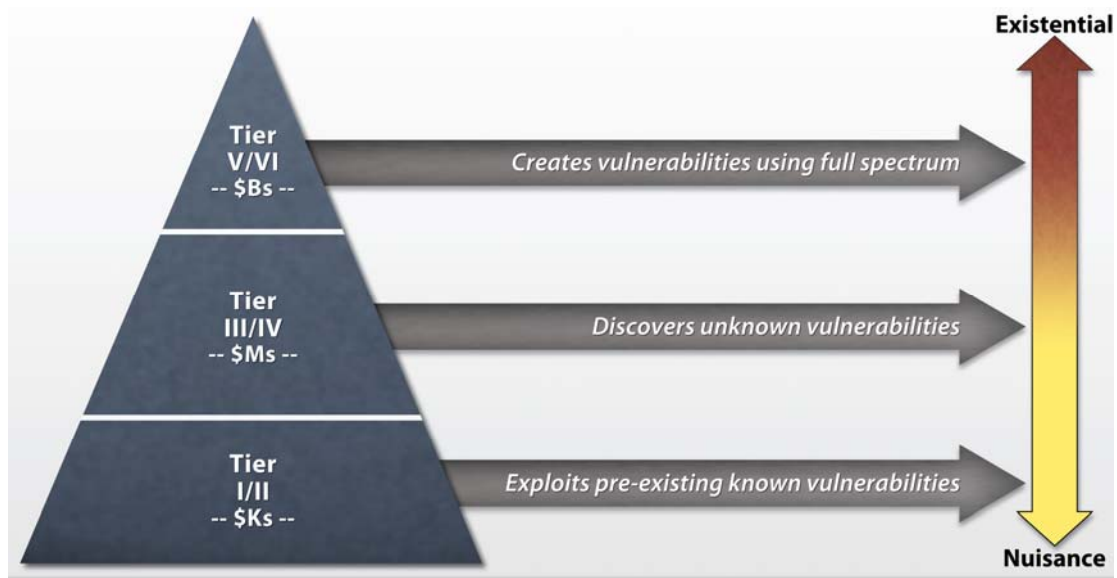 Existential
Tier
V/VI
-- $Bs --
Creates vulnerabilities using full spectrum
Tier
III/IV
-- $Ms --
Discovers unknown vulnerabilities
Tier
I/II
-- $Ks --
Exploits pre-existing known vulnerabilities
Nuisance